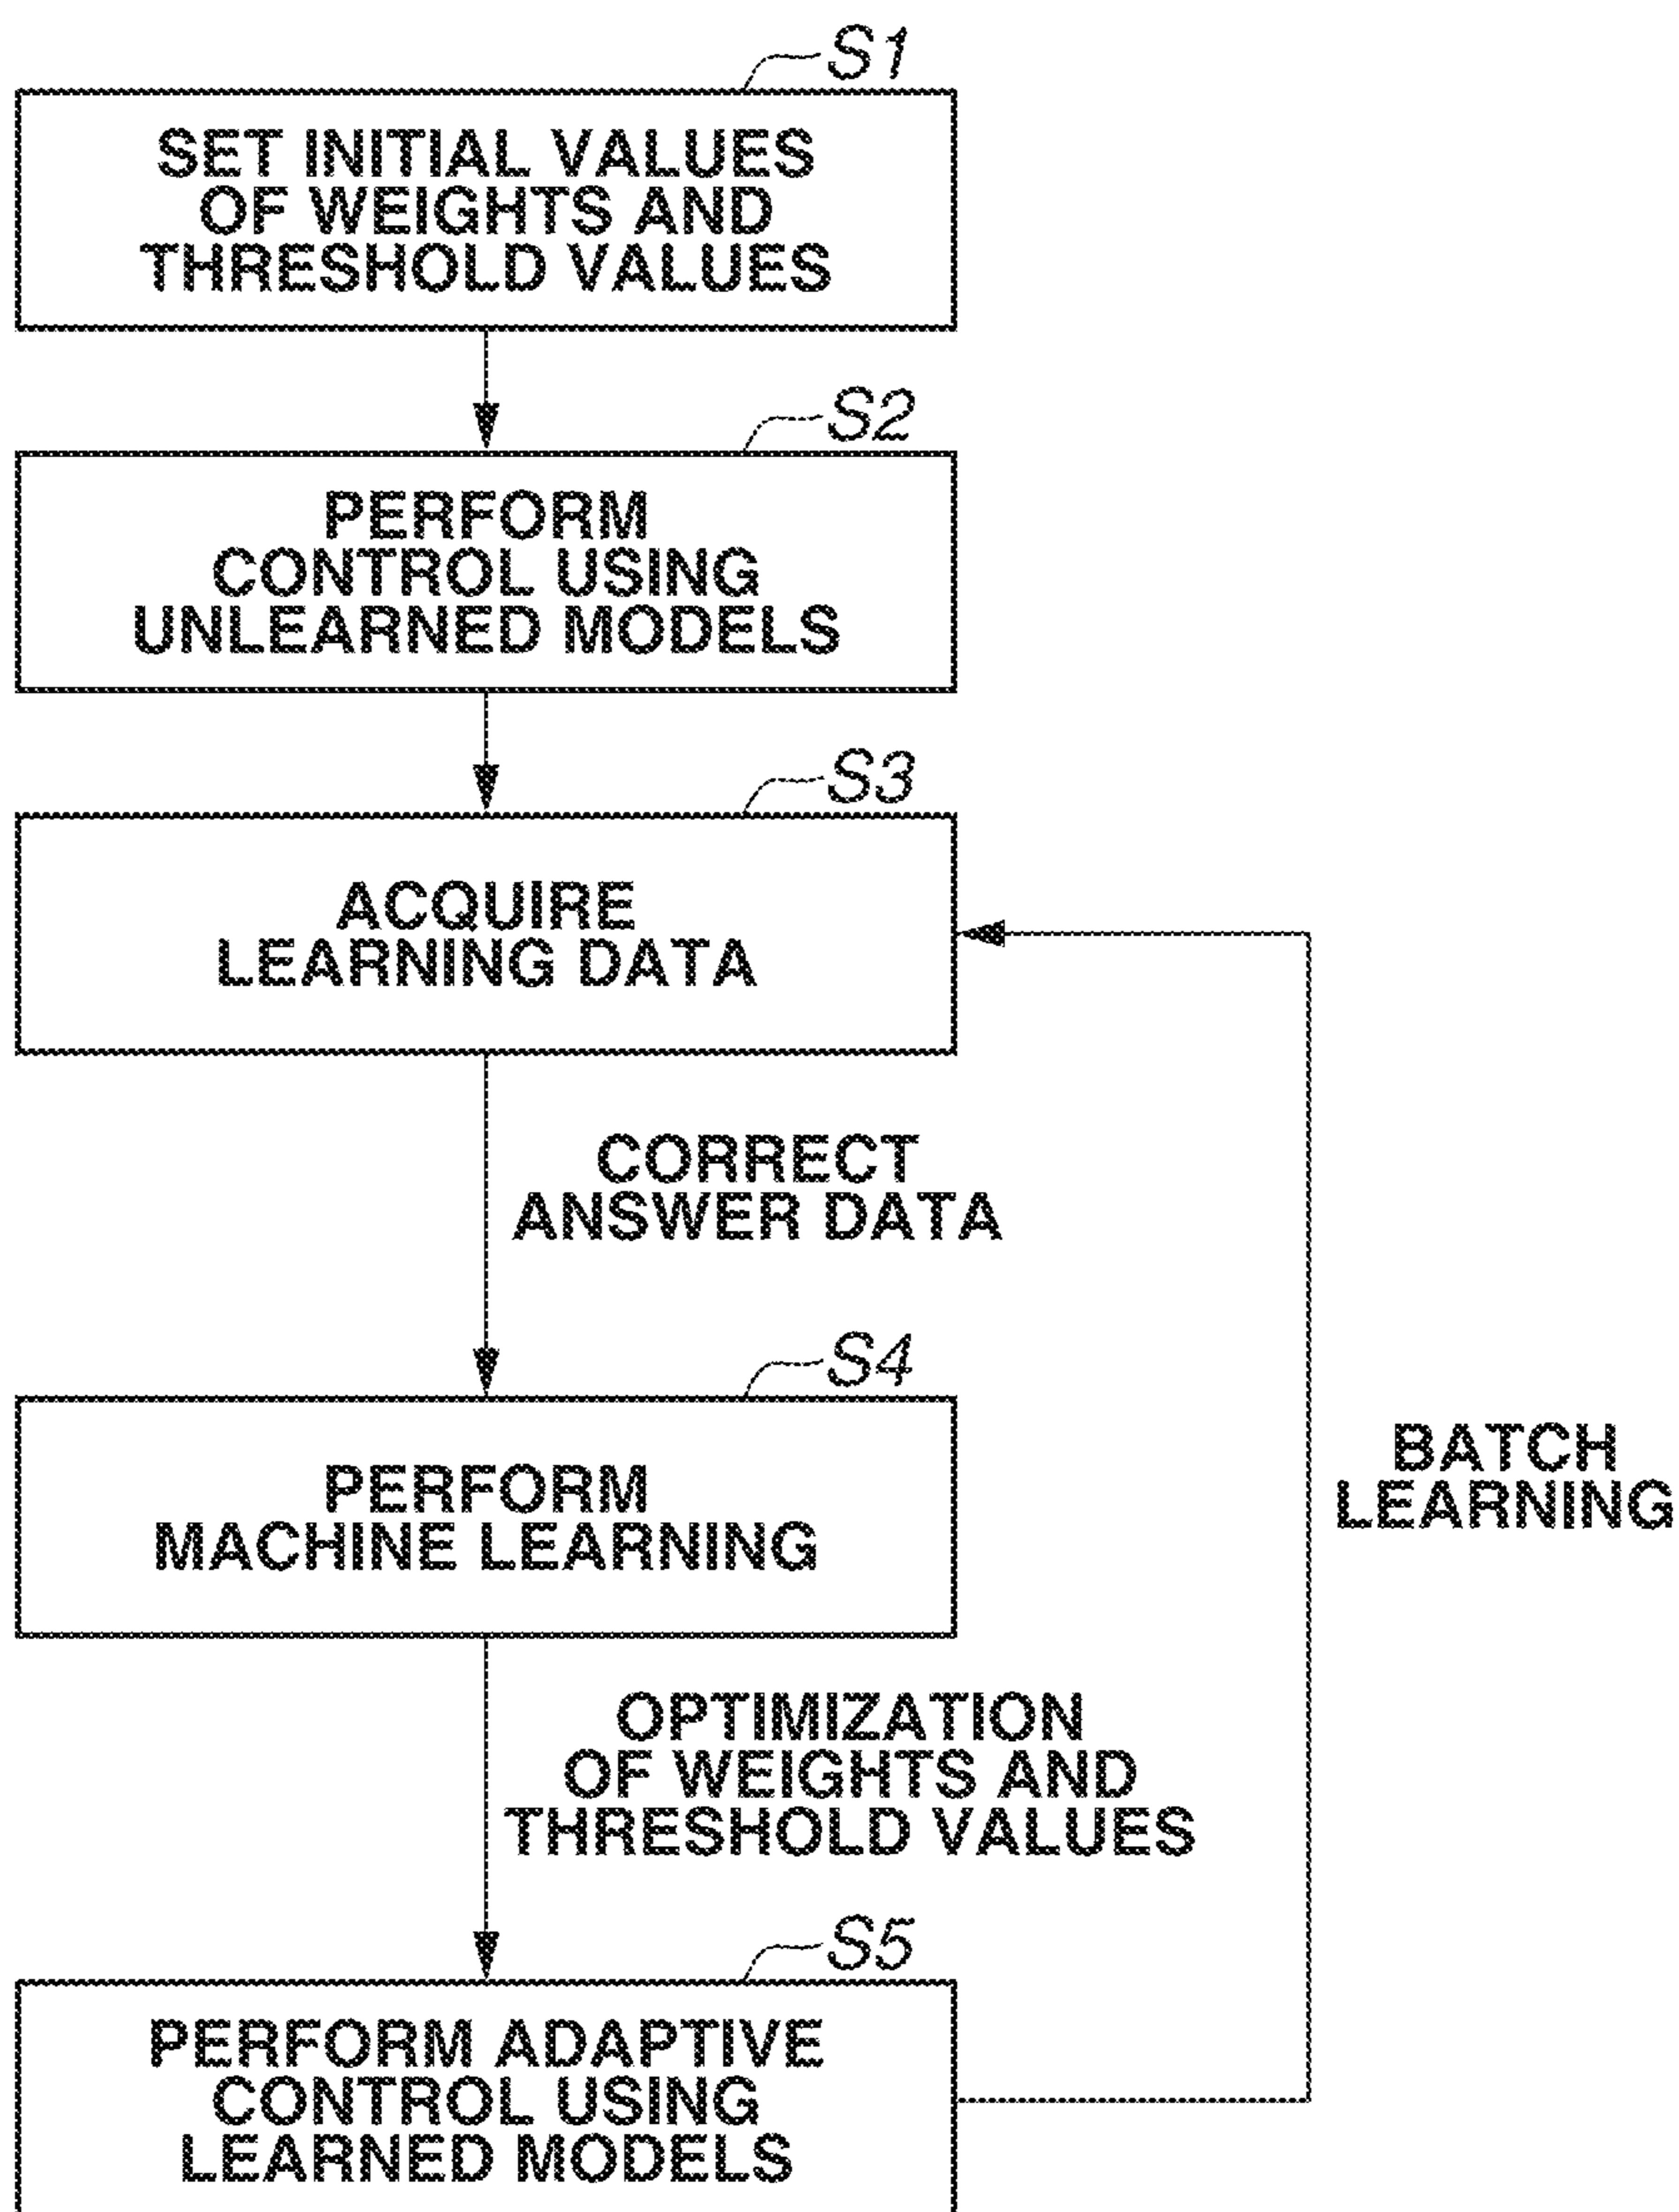 S1
SET INITIAL VALUES
OF WEIGHTS AND
THRESHOLD VALUES
S2
PERFORM
CONTROL USING
UNLEARNED MODELS
S3
ACQUIRE
LEARNING DATA
CORRECT
ANSWER DATA
S4
PERFORM
MACHINE LEARNING
BATCH
LEARNING
OPTIMIZATION
OF WEIGHTS AND
THRESHOLD VALUES
S5
PERFORM ADAPTIVE
CONTROL USING
LEARNED MODELS